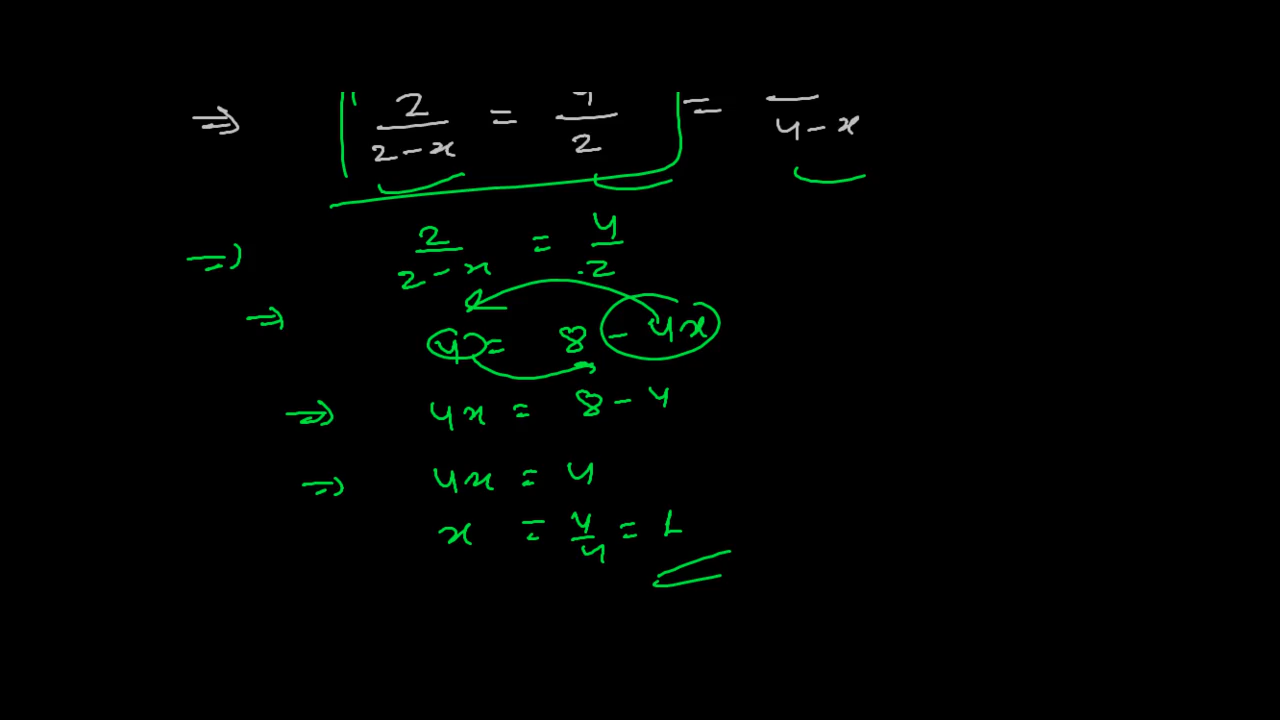 ⇒ 2/(2-x) = 4/2 = /(4-x)
⇒ 2/(2-x) = 4/2
⇒ 4 = 8 - 4x
⇒ 4x = 8 - 4
⇒ 4x = 4
x = 4/4 = 1